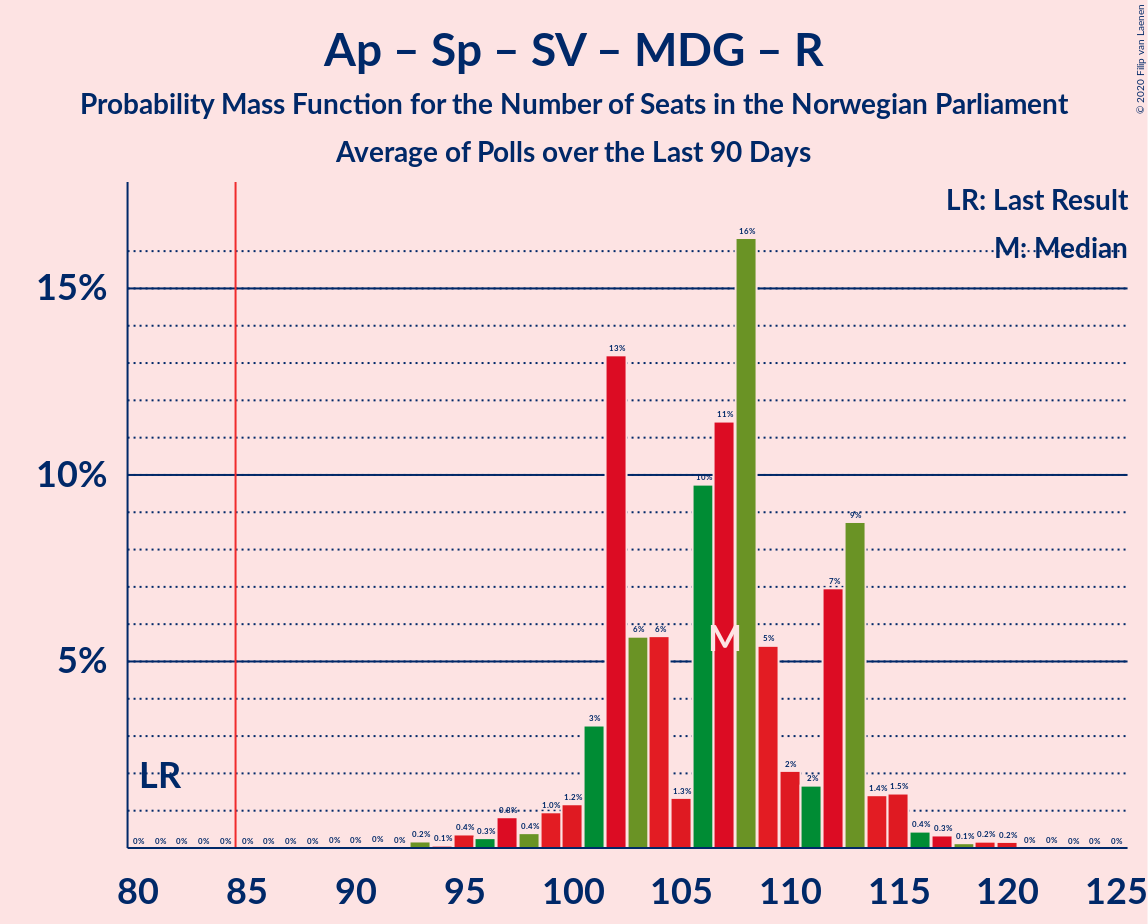 Ap – Sp – SV – MDG – R
Probability Mass Function for the Number of Seats in the Norwegian Parliament
Average of Polls over the Last 90 Days
© 2020 Filip van Laenen
LR: Last Result
M: Median
15%
10%
5%
LR
M
0% 0% 0% 0% 0% 0% 0% 0% 0% 0% 0% 0% 0% 0.2% 0.1% 0.4% 0.3% 0.8% 0.4% 1.0% 1.2% 3% 13% 6% 6% 1.3% 10% 11% 16% 5% 2% 2% 7% 9% 1.4% 1.5% 0.4% 0.3% 0.1% 0.2% 0.2% 0% 0% 0% 0% 0%
80 85 90 95 100 105 110 115 120 125